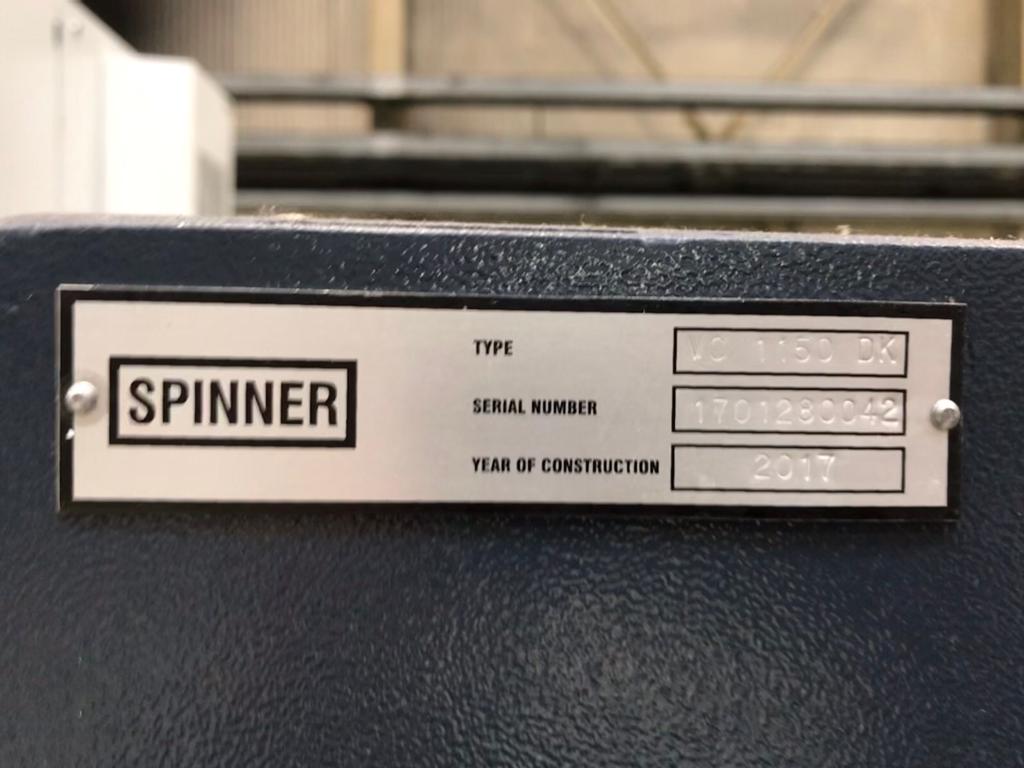 SPINNER
TYPE VC 1150 DK
SERIAL NUMBER 1701280042
YEAR OF CONSTRUCTION 2017